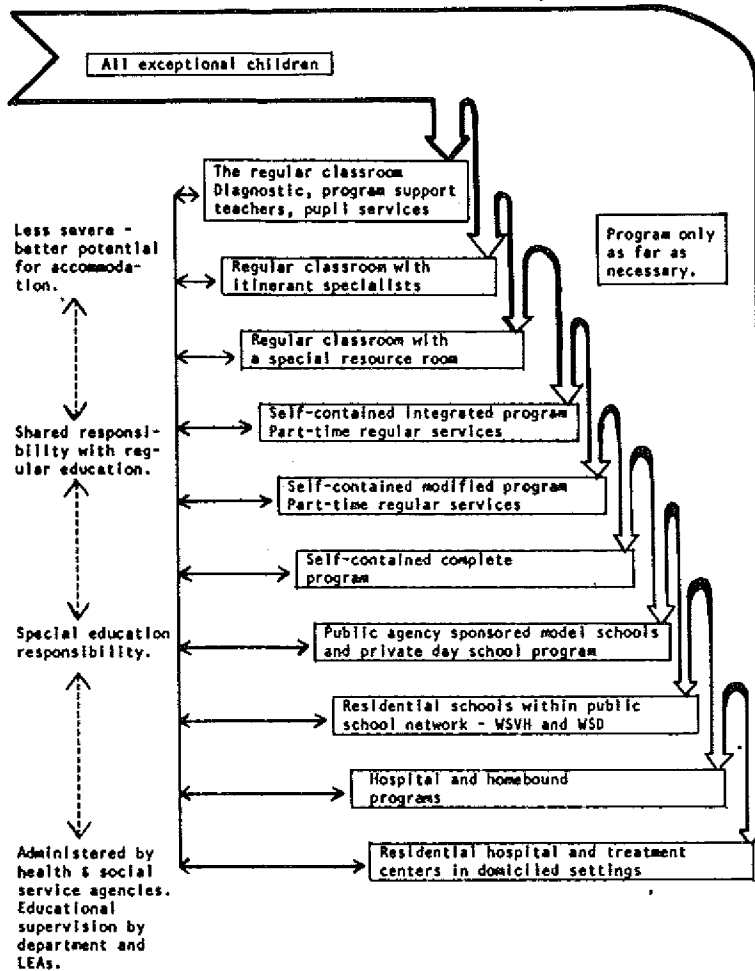 All exceptional children
The regular classroom
Diagnostic, program support
teachers, pupil services
Less severe -
better potential
for accommoda-
tion.
Program only
as far as
necessary.
Regular classroom with
itinerant specialists
Regular classroom with
a special resource room
Self-contained integrated program
Part-time regular services
Shared responsi-
bility with reg-
ular education.
Self-contained modified program
Part-time regular services
Self-contained complete
program
Special education
responsibility.
Public agency sponsored model schools
and private day school program
Residential schools within public
school network - WSVH and WSD
Hospital and homebound
programs
Administered by
health & social
service agencies.
Educational
supervision by
department and
LEAs.
Residential hospital and treatment
centers in domiciled settings